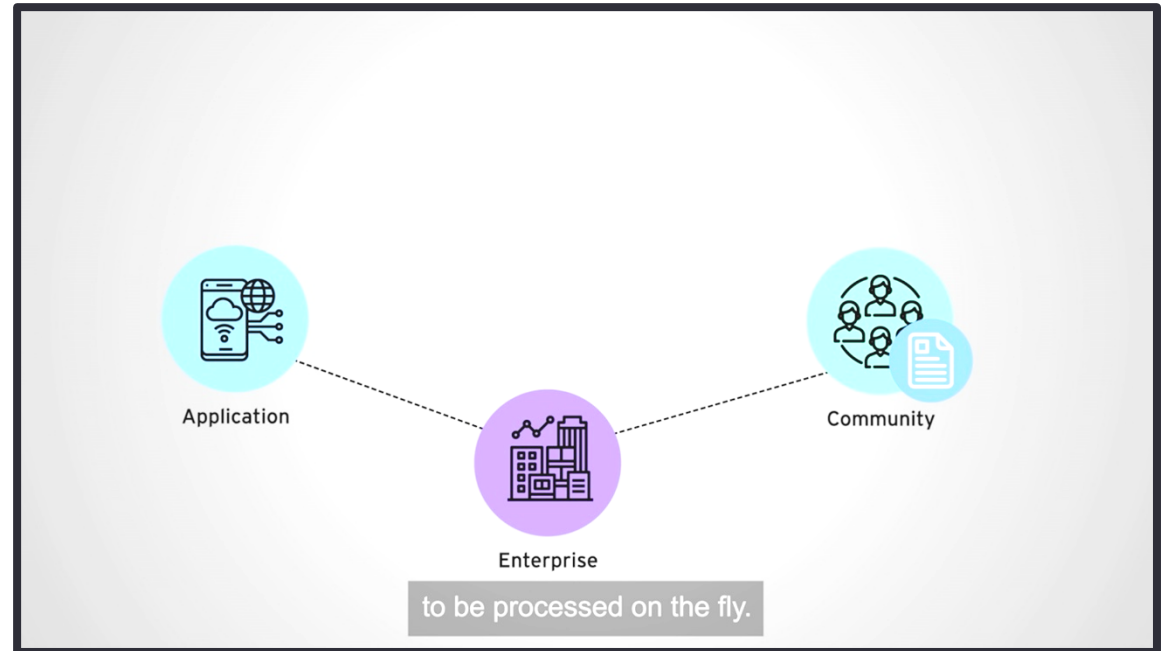 Application
Community
Enterprise
to be processed on the fly.